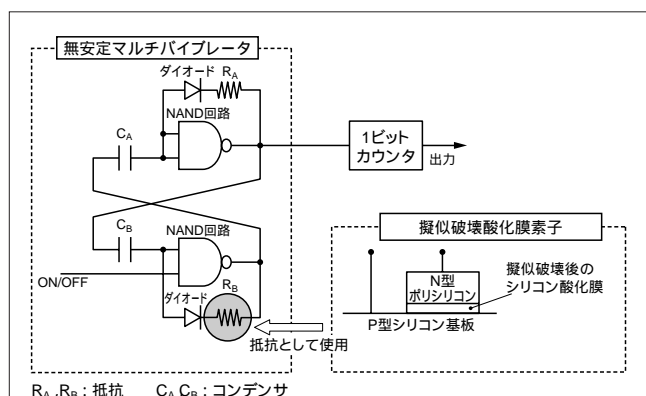 無安定マルチバイブレータ
ダイオード RA
NAND回路
CA
1ビット
カウンタ
出力
CB
NAND回路
ON/OFF
ダイオード
RB
抵抗として使用
擬似破壊酸化膜素子
N型
ポリシリコン
擬似破壊後の
シリコン酸化膜
P型シリコン基板
RA ,RB : 抵抗 CA,CB : コンデンサ